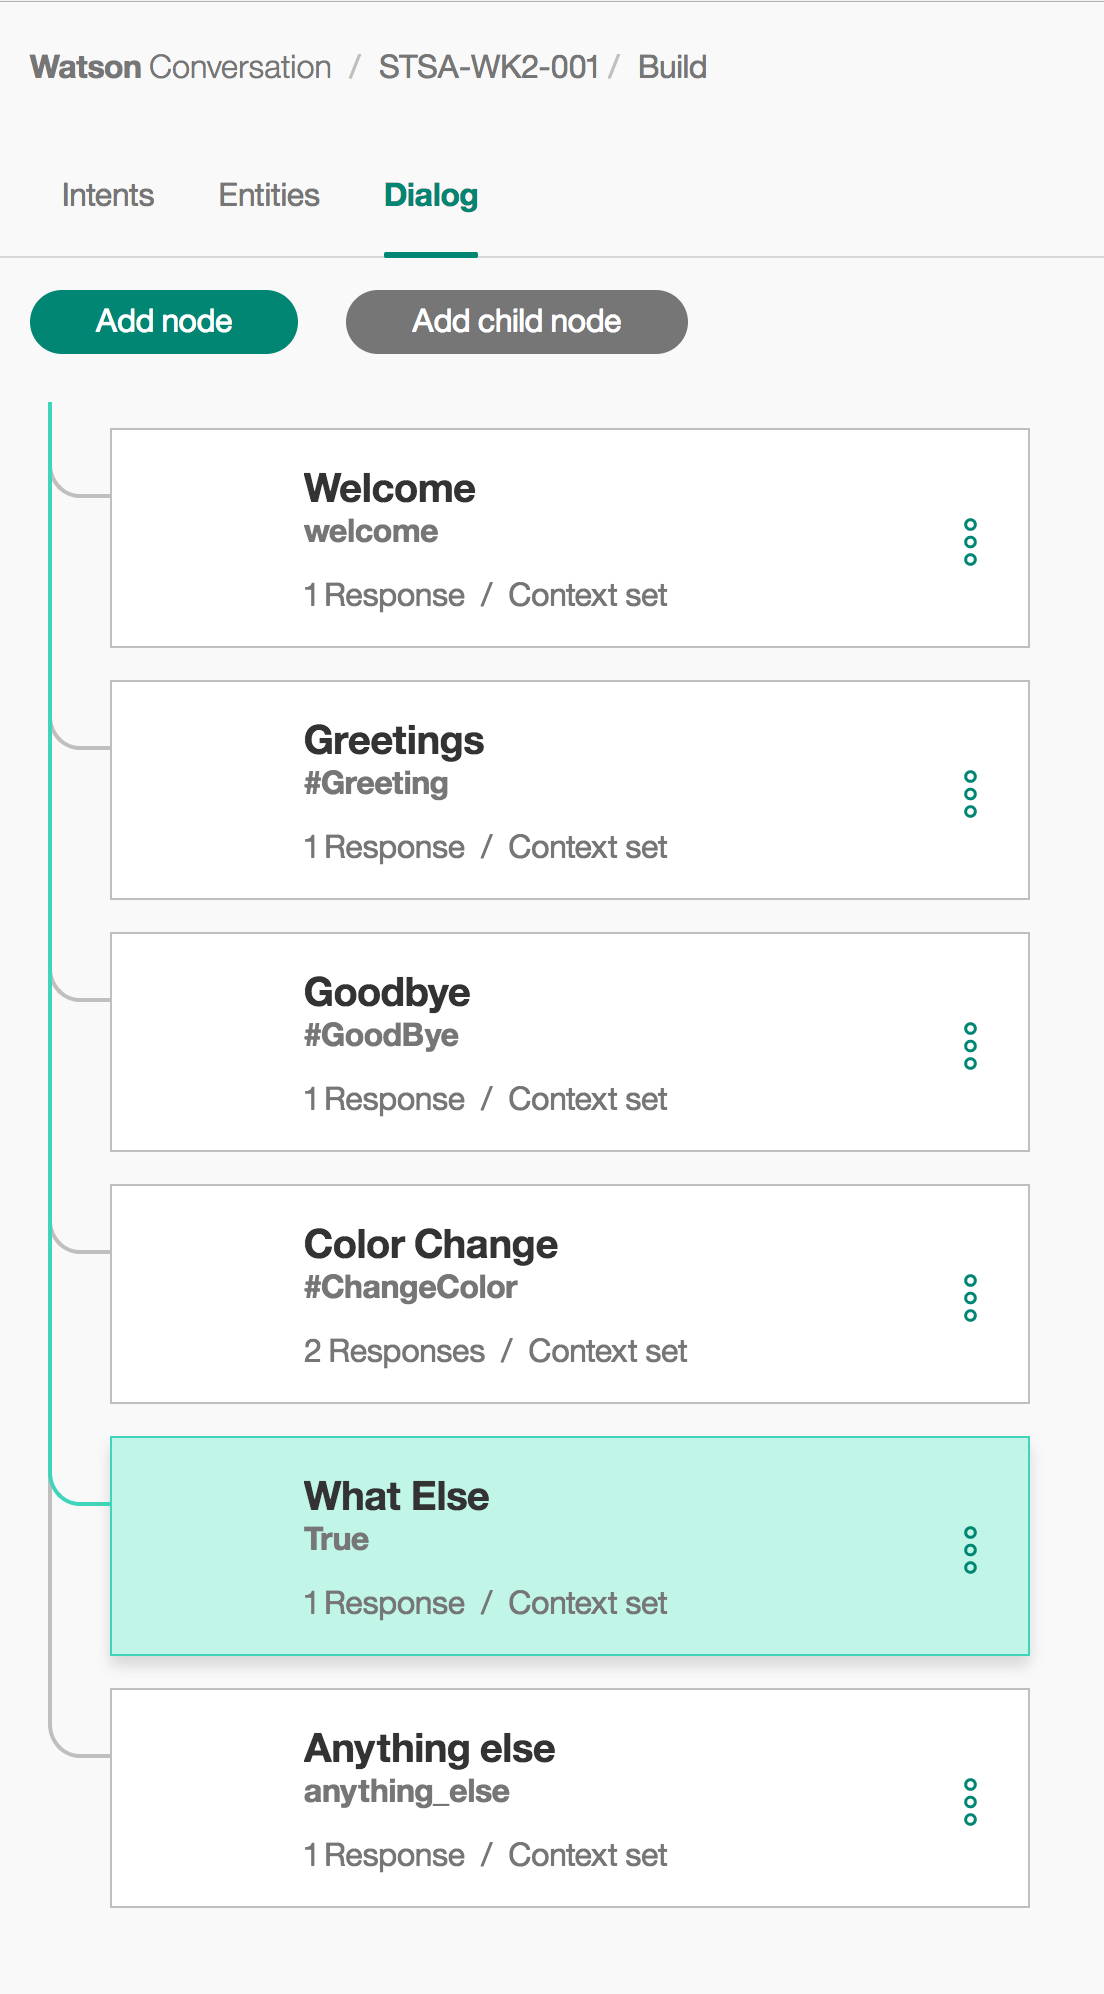 Watson Conversation / STSA-WK2-001 / Build
Intents Entities Dialog
Add node Add child node
Welcome
welcome
1 Response / Context set
Greetings
#Greeting
1 Response / Context set
Goodbye
#GoodBye
1 Response / Context set
Color Change
#ChangeColor
2 Responses / Context set
What Else
True
1 Response / Context set
Anything else
anything_else
1 Response / Context set